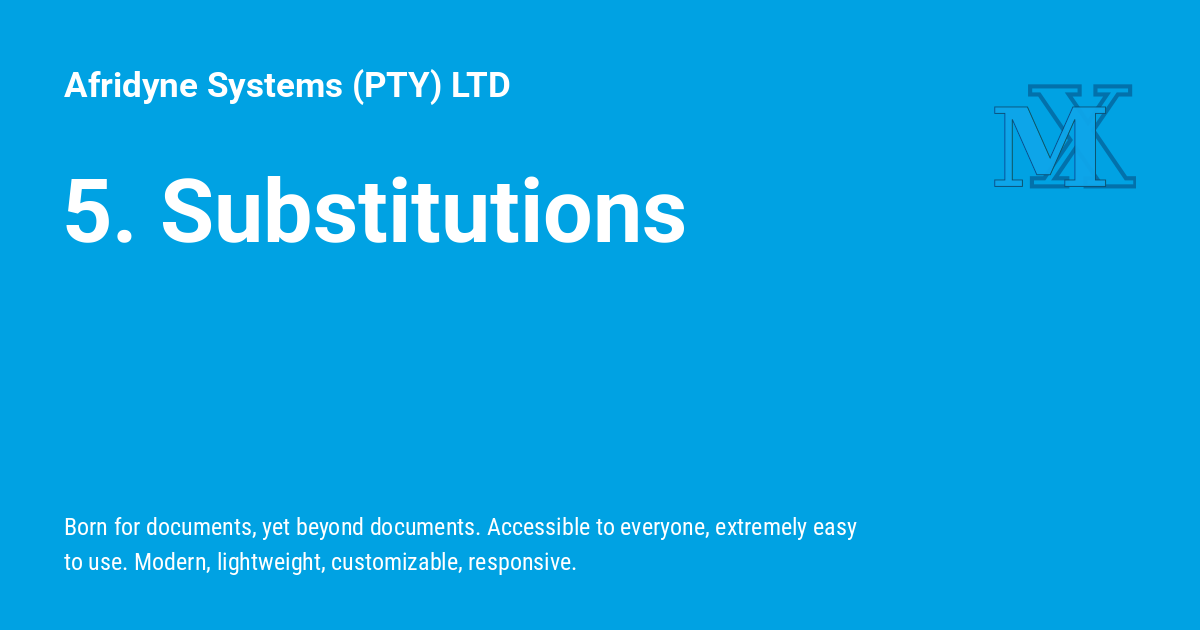 Afridyne Systems (PTY) LTD
MX
5. Substitutions
Born for documents, yet beyond documents. Accessible to everyone, extremely easy
to use. Modern, lightweight, customizable, responsive.